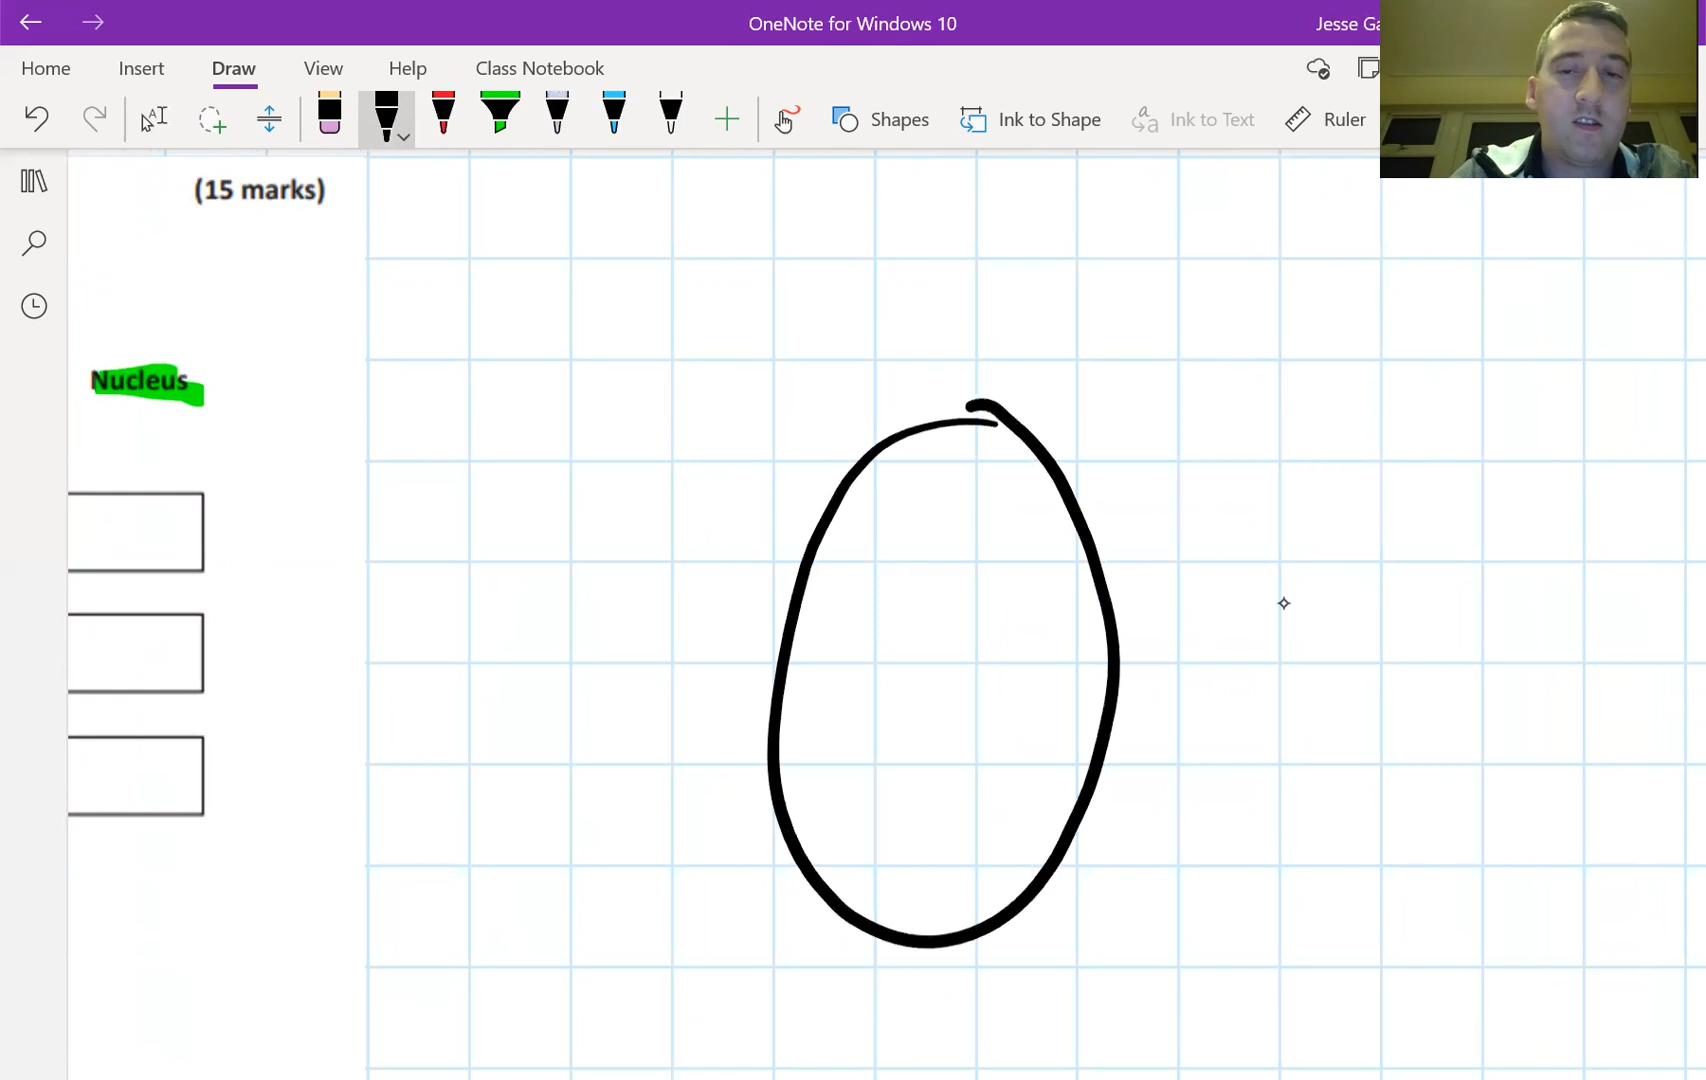 OneNote for Windows 10
Jesse Ga
Home Insert Draw View Help Class Notebook
Shapes Ink to Shape Ink to Text Ruler
(15 marks)
Nucleus